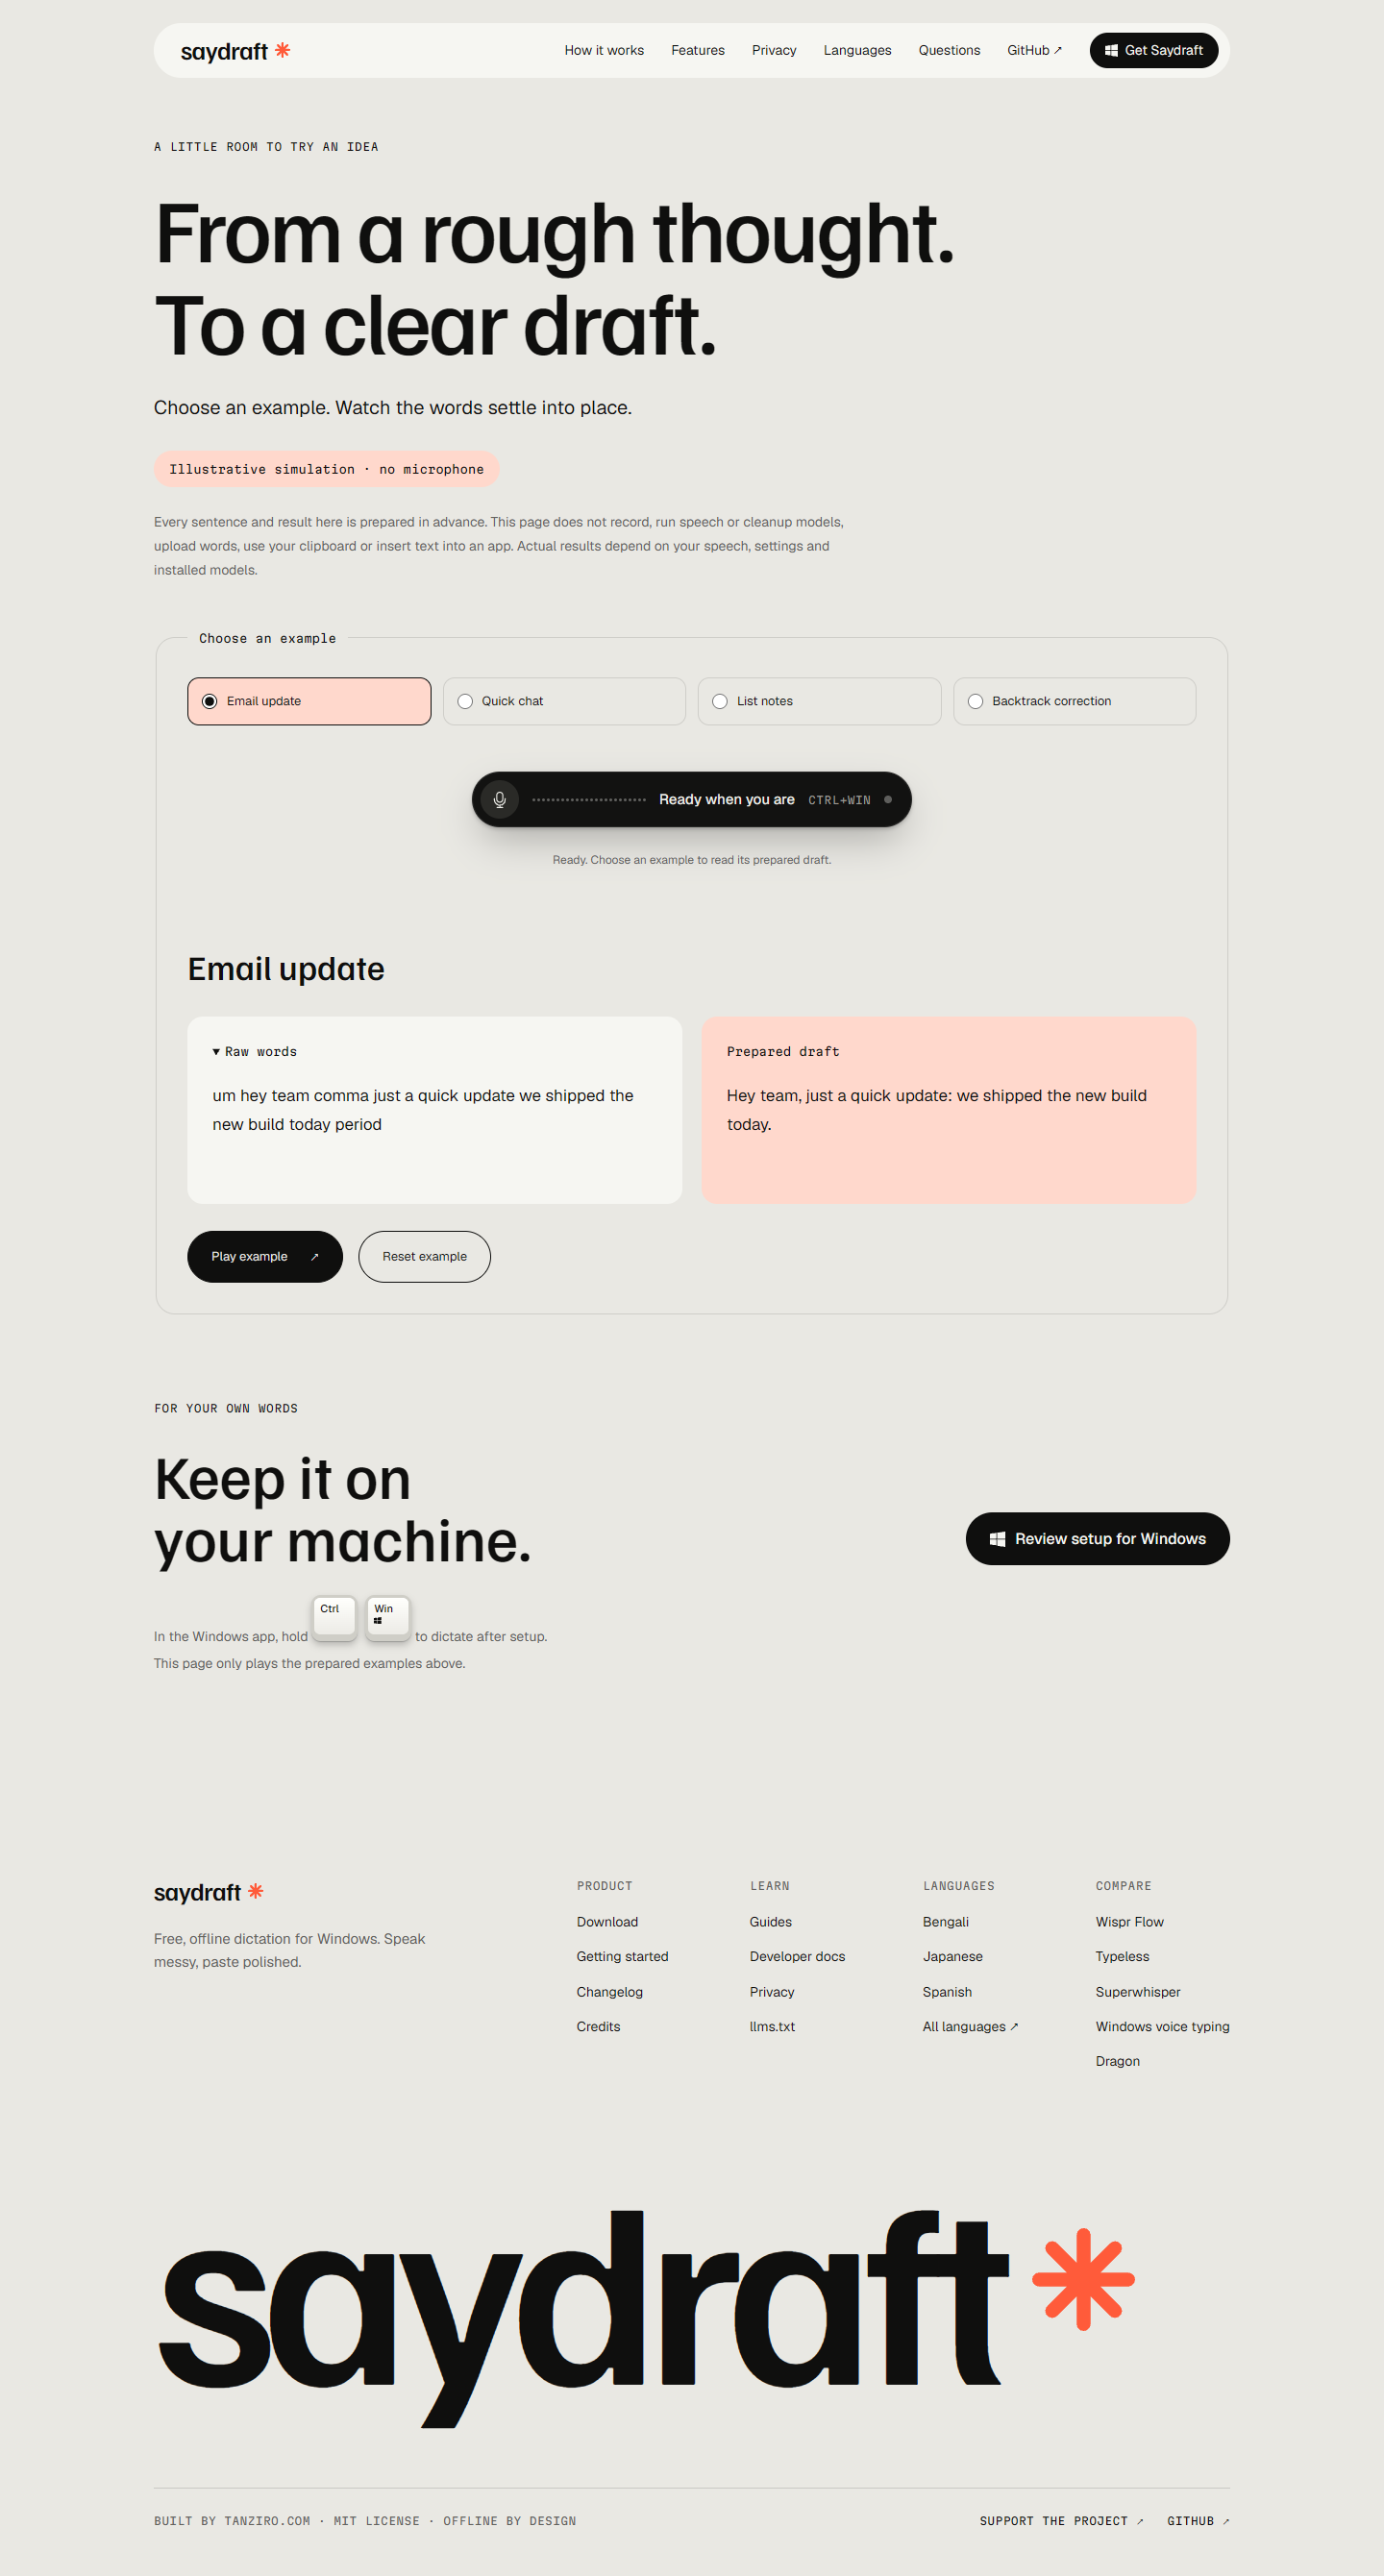 saydraft
How it works Features Privacy Languages Questions GitHub ↗ Get Saydraft
A LITTLE ROOM TO TRY AN IDEA
From a rough thought.
To a clear draft.
Choose an example. Watch the words settle into place.
Illustrative simulation · no microphone
Every sentence and result here is prepared in advance. This page does not record, run speech or cleanup models,
upload words, use your clipboard or insert text into an app. Actual results depend on your speech, settings and
installed models.
Choose an example
Email update
Quick chat
List notes
Backtrack correction
Ready when you are CTRL+WIN
Ready. Choose an example to read its prepared draft.
Email update
Raw words
um hey team comma just a quick update we shipped the
new build today period
Prepared draft
Hey team, just a quick update: we shipped the new build
today.
Play example ↗
Reset example
FOR YOUR OWN WORDS
Keep it on
your machine.
Review setup for Windows
In the Windows app, hold Ctrl Win to dictate after setup.
This page only plays the prepared examples above.
saydraft
Free, offline dictation for Windows. Speak
messy, paste polished.
PRODUCT
Download
Getting started
Changelog
Credits
LEARN
Guides
Developer docs
Privacy
llms.txt
LANGUAGES
Bengali
Japanese
Spanish
All languages ↗
COMPARE
Wispr Flow
Typeless
Superwhisper
Windows voice typing
Dragon
saydraft
BUILT BY TANZIRO.COM · MIT LICENSE · OFFLINE BY DESIGN
SUPPORT THE PROJECT ↗ GITHUB ↗